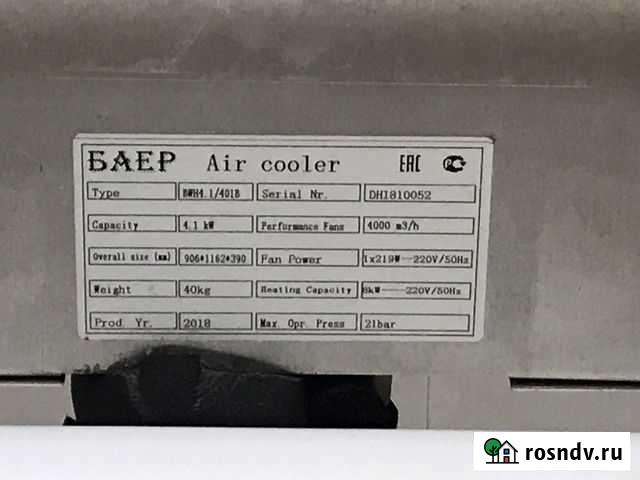 БАЕР Air cooler EAC
Type BWH4.1/401B Serial Nr. DH1810052
Capacity 4.1 kW Performance Fans 4000 m3/h
Overall size (mm) 906*1162*390 Fan Power 1x219W—220V/50Hz
Weight 40kg Heating Capacity 6kW——220V/50Hz
Prod. Yr. 2018 Max. Opr. Press 21bar
rosndv.ru